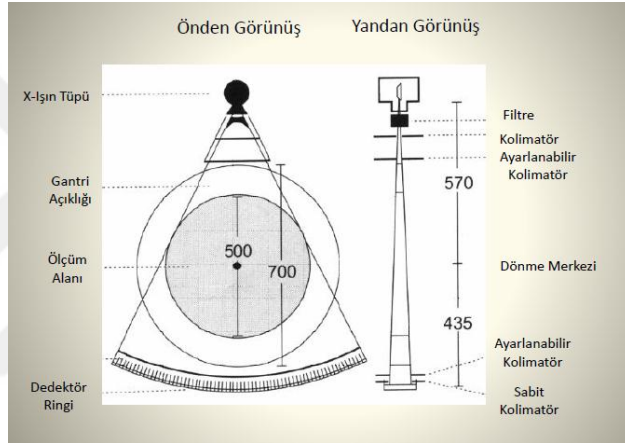 Önden Görünüş
Yandan Görünüş
X-Işın Tüpü
Gantri
Açıklığı
Ölçüm
Alanı
Dedektör
Ringi
500
700
Filtre
Kolimatör
Ayarlanabilir
Kolimatör
570
Dönme Merkezi
435
Ayarlanabilir
Kolimatör
Sabit
Kolimatör